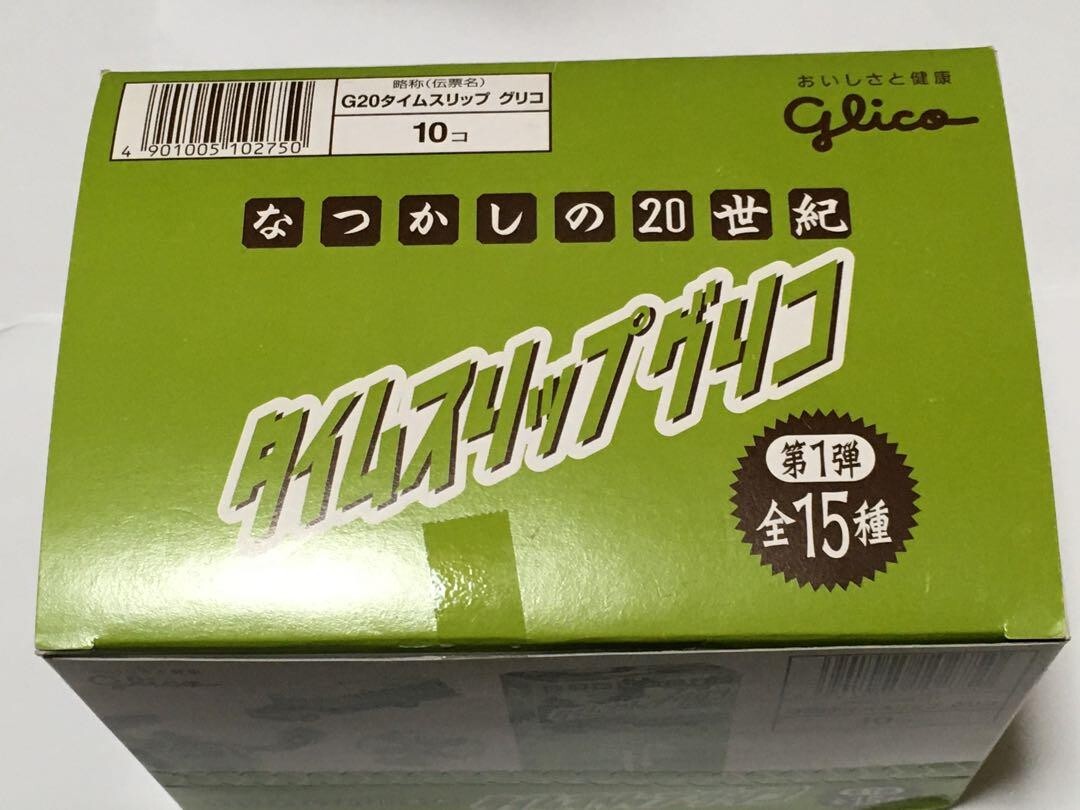 略称(伝票名)
G20タイムスリップ グリコ
10コ
4 901005 102750
おいしさと健康
glico
なつかしの20世紀
タイムスリップグリコ
第1弾
全15種
glico
10